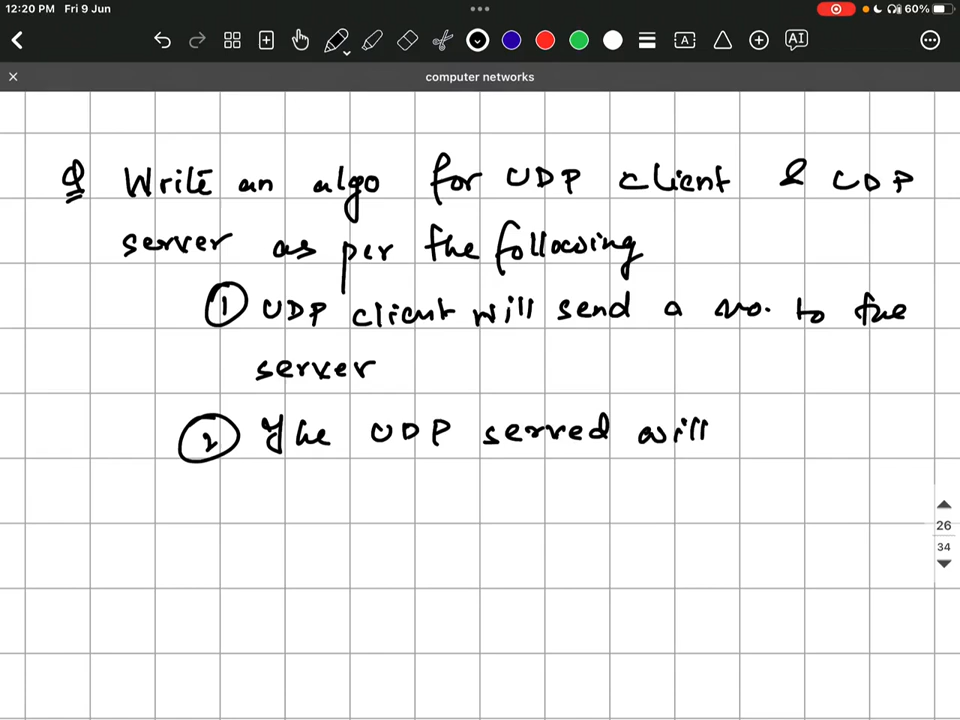 12:20 PM Fri 9 Jun 60%
AI
computer networks
Q Write an algo for UDP client & UDP
server as per the following
① UDP client will send a no. to the
server
② The UDP served will
26
34